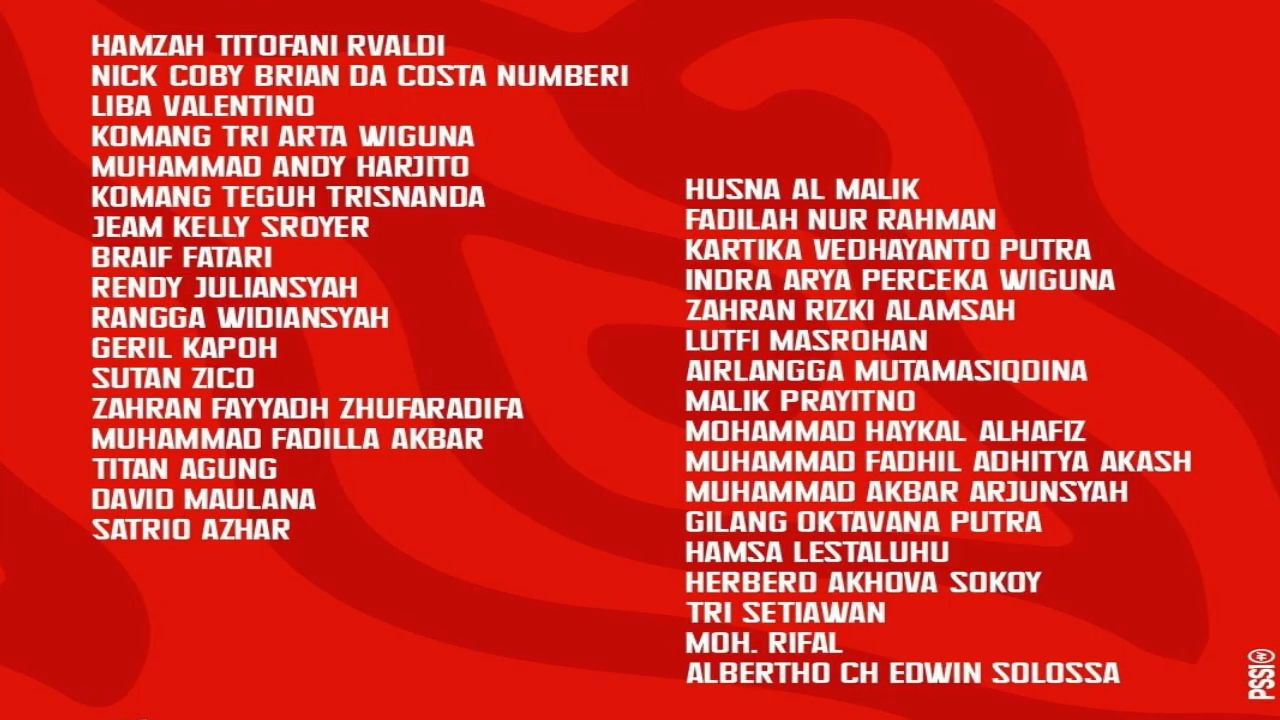 HAMZAH TITOFANI RVALDI
NICK COBY BRIAN DA COSTA NUMBERI
LIBA VALENTINO
KOMANG TRI ARTA WIGUNA
MUHAMMAD ANDY HARJITO
KOMANG TEGUH TRISNANDA
JEAM KELLY SROYER
BRAIF FATARI
RENDY JULIANSYAH
RANGGA WIDIANSYAH
GERIL KAPOH
SUTAN ZICO
ZAHRAN FAYYADH ZHUFARADIFA
MUHAMMAD FADILLA AKBAR
TITAN AGUNG
DAVID MAULANA
SATRIO AZHAR
HUSNA AL MALIK
FADILAH NUR RAHMAN
KARTIKA VEDHAYANTO PUTRA
INDRA ARYA PERCEKA WIGUNA
ZAHRAN RIZKI ALAMSAH
LUTFI MASROHAN
AIRLANGGA MUTAMASIQDINA
MALIK PRAYITNO
MOHAMMAD HAYKAL ALHAFIZ
MUHAMMAD FADHIL ADHITYA AKASH
MUHAMMAD AKBAR ARJUNSYAH
GILANG OKTAVANA PUTRA
HAMSA LESTALUHU
HERBERD AKHOVA SOKOY
TRI SETIAWAN
MOH. RIFAL
ALBERTHO CH EDWIN SOLOSSA
PSSI